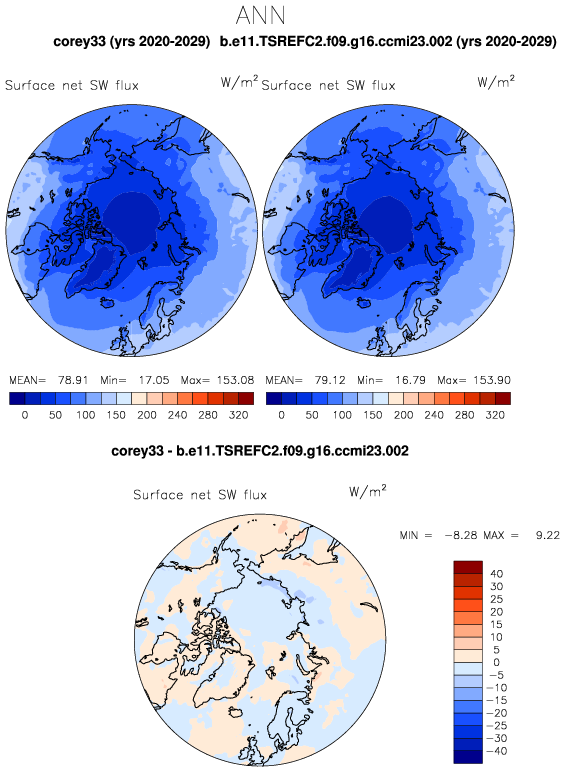 ANN
corey33 (yrs 2020-2029) b.e11.TSREFC2.f09.g16.ccmi23.002 (yrs 2020-2029)
Surface net SW flux W/m²
Surface net SW flux W/m²
MEAN= 78.91 Min= 17.05 Max= 153.08
MEAN= 79.12 Min= 16.79 Max= 153.90
0 50 100 150 200 240 280 320
0 50 100 150 200 240 280 320
corey33 - b.e11.TSREFC2.f09.g16.ccmi23.002
Surface net SW flux W/m²
MIN = -8.28 MAX = 9.22
40
30
25
20
15
10
5
0
-5
-10
-15
-20
-25
-30
-40